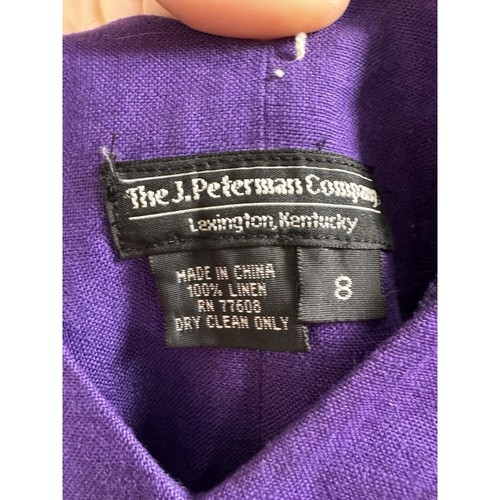 The J. Peterman Company
Lexington, Kentucky
MADE IN CHINA
100% LINEN
RN 77608
DRY CLEAN ONLY
8